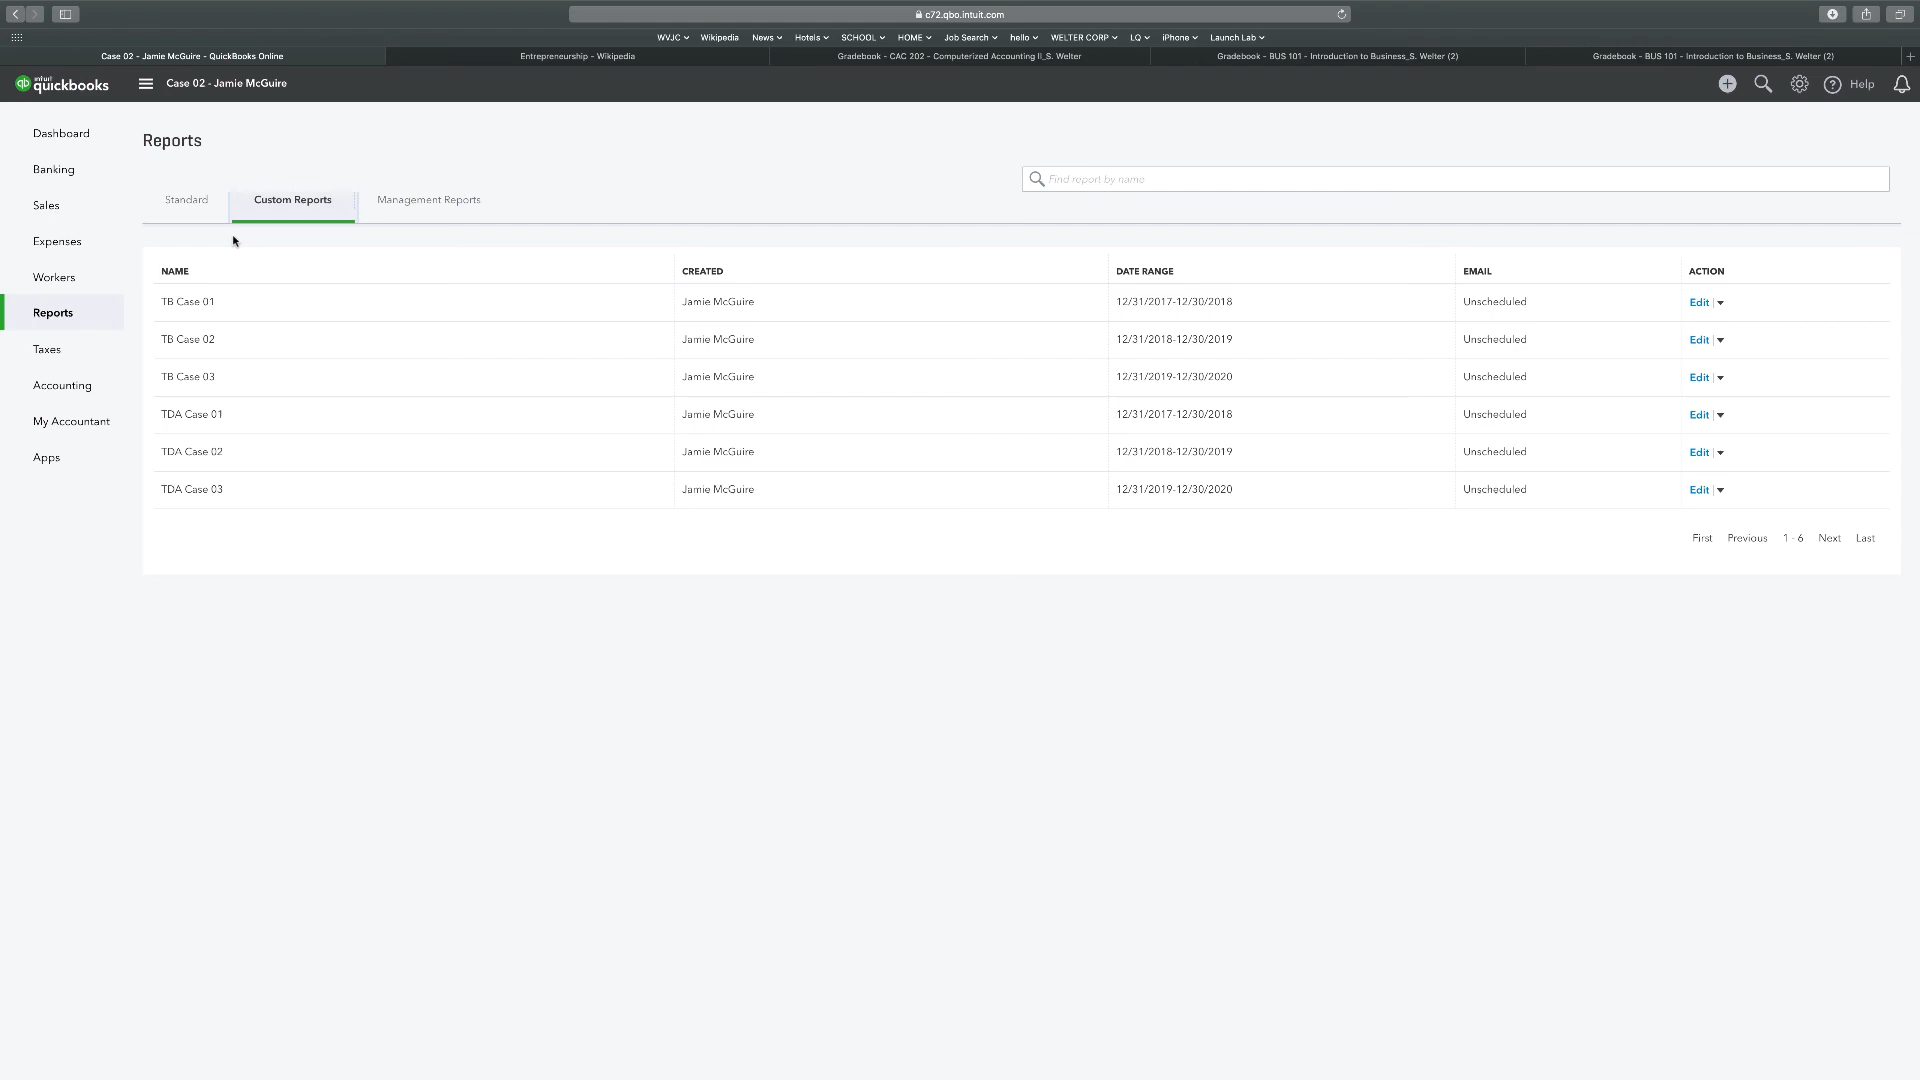 c72.qbo.intuit.com
WVJC Wikipedia News Hotels SCHOOL HOME Job Search hello WELTER CORP LQ iPhone Launch Lab
Case 02 - Jamie McGuire - QuickBooks Online
Entrepreneurship - Wikipedia
Gradebook - CAC 202 - Computerized Accounting II_S. Welter
Gradebook - BUS 101 - Introduction to Business_S. Welter (2)
Gradebook - BUS 101 - Introduction to Business_S. Welter (2)
intuit
qb quickbooks
Case 02 - Jamie McGuire
Help
Dashboard
Banking
Sales
Expenses
Workers
Reports
Taxes
Accounting
My Accountant
Apps
Reports
Find report by name
Standard Custom Reports Management Reports
NAME CREATED DATE RANGE EMAIL ACTION
TB Case 01 Jamie McGuire 12/31/2017-12/30/2018 Unscheduled Edit
TB Case 02 Jamie McGuire 12/31/2018-12/30/2019 Unscheduled Edit
TB Case 03 Jamie McGuire 12/31/2019-12/30/2020 Unscheduled Edit
TDA Case 01 Jamie McGuire 12/31/2017-12/30/2018 Unscheduled Edit
TDA Case 02 Jamie McGuire 12/31/2018-12/30/2019 Unscheduled Edit
TDA Case 03 Jamie McGuire 12/31/2019-12/30/2020 Unscheduled Edit
First Previous 1 - 6 Next Last